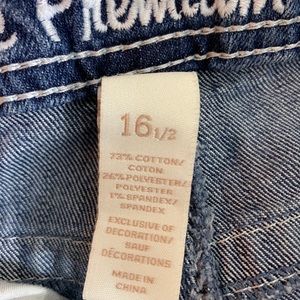 Premium
16 1/2
73% COTTON/
COTON
26% POLYESTER/
POLYESTER
1% SPANDEX/
SPANDEX
EXCLUSIVE OF
DECORATION/
SAUF
DÉCORATIONS
MADE IN
CHINA